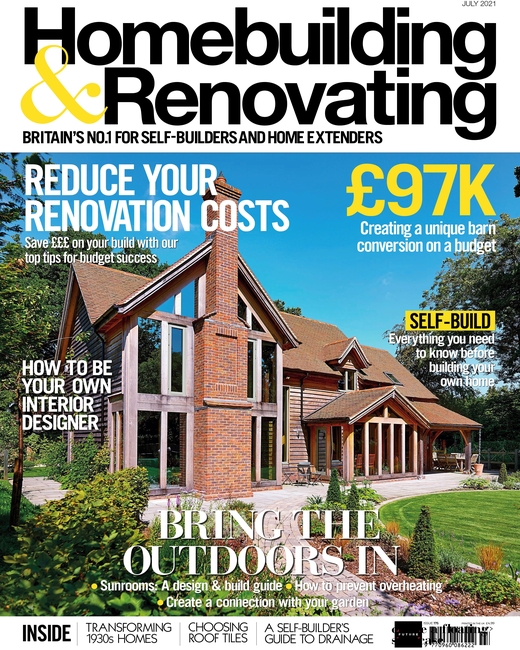 JULY 2021
Homebuilding
& Renovating
BRITAIN'S NO.1 FOR SELF-BUILDERS AND HOME EXTENDERS
REDUCE YOUR
RENOVATION COSTS
Save £££ on your build with our
top tips for budget success
£97K
Creating a unique barn
conversion on a budget
SELF-BUILD
Everything you need
to know before
building your
own home
HOW TO BE
YOUR OWN
INTERIOR
DESIGNER
BRING THE
OUTDOORS IN
• Sunrooms: A design & build guide • How to prevent overheating
• Create a connection with your garden
INSIDE
TRANSFORMING
1930s HOMES
CHOOSING
ROOF TILES
A SELF-BUILDER'S
GUIDE TO DRAINAGE
FUTURE
9 770960 086222